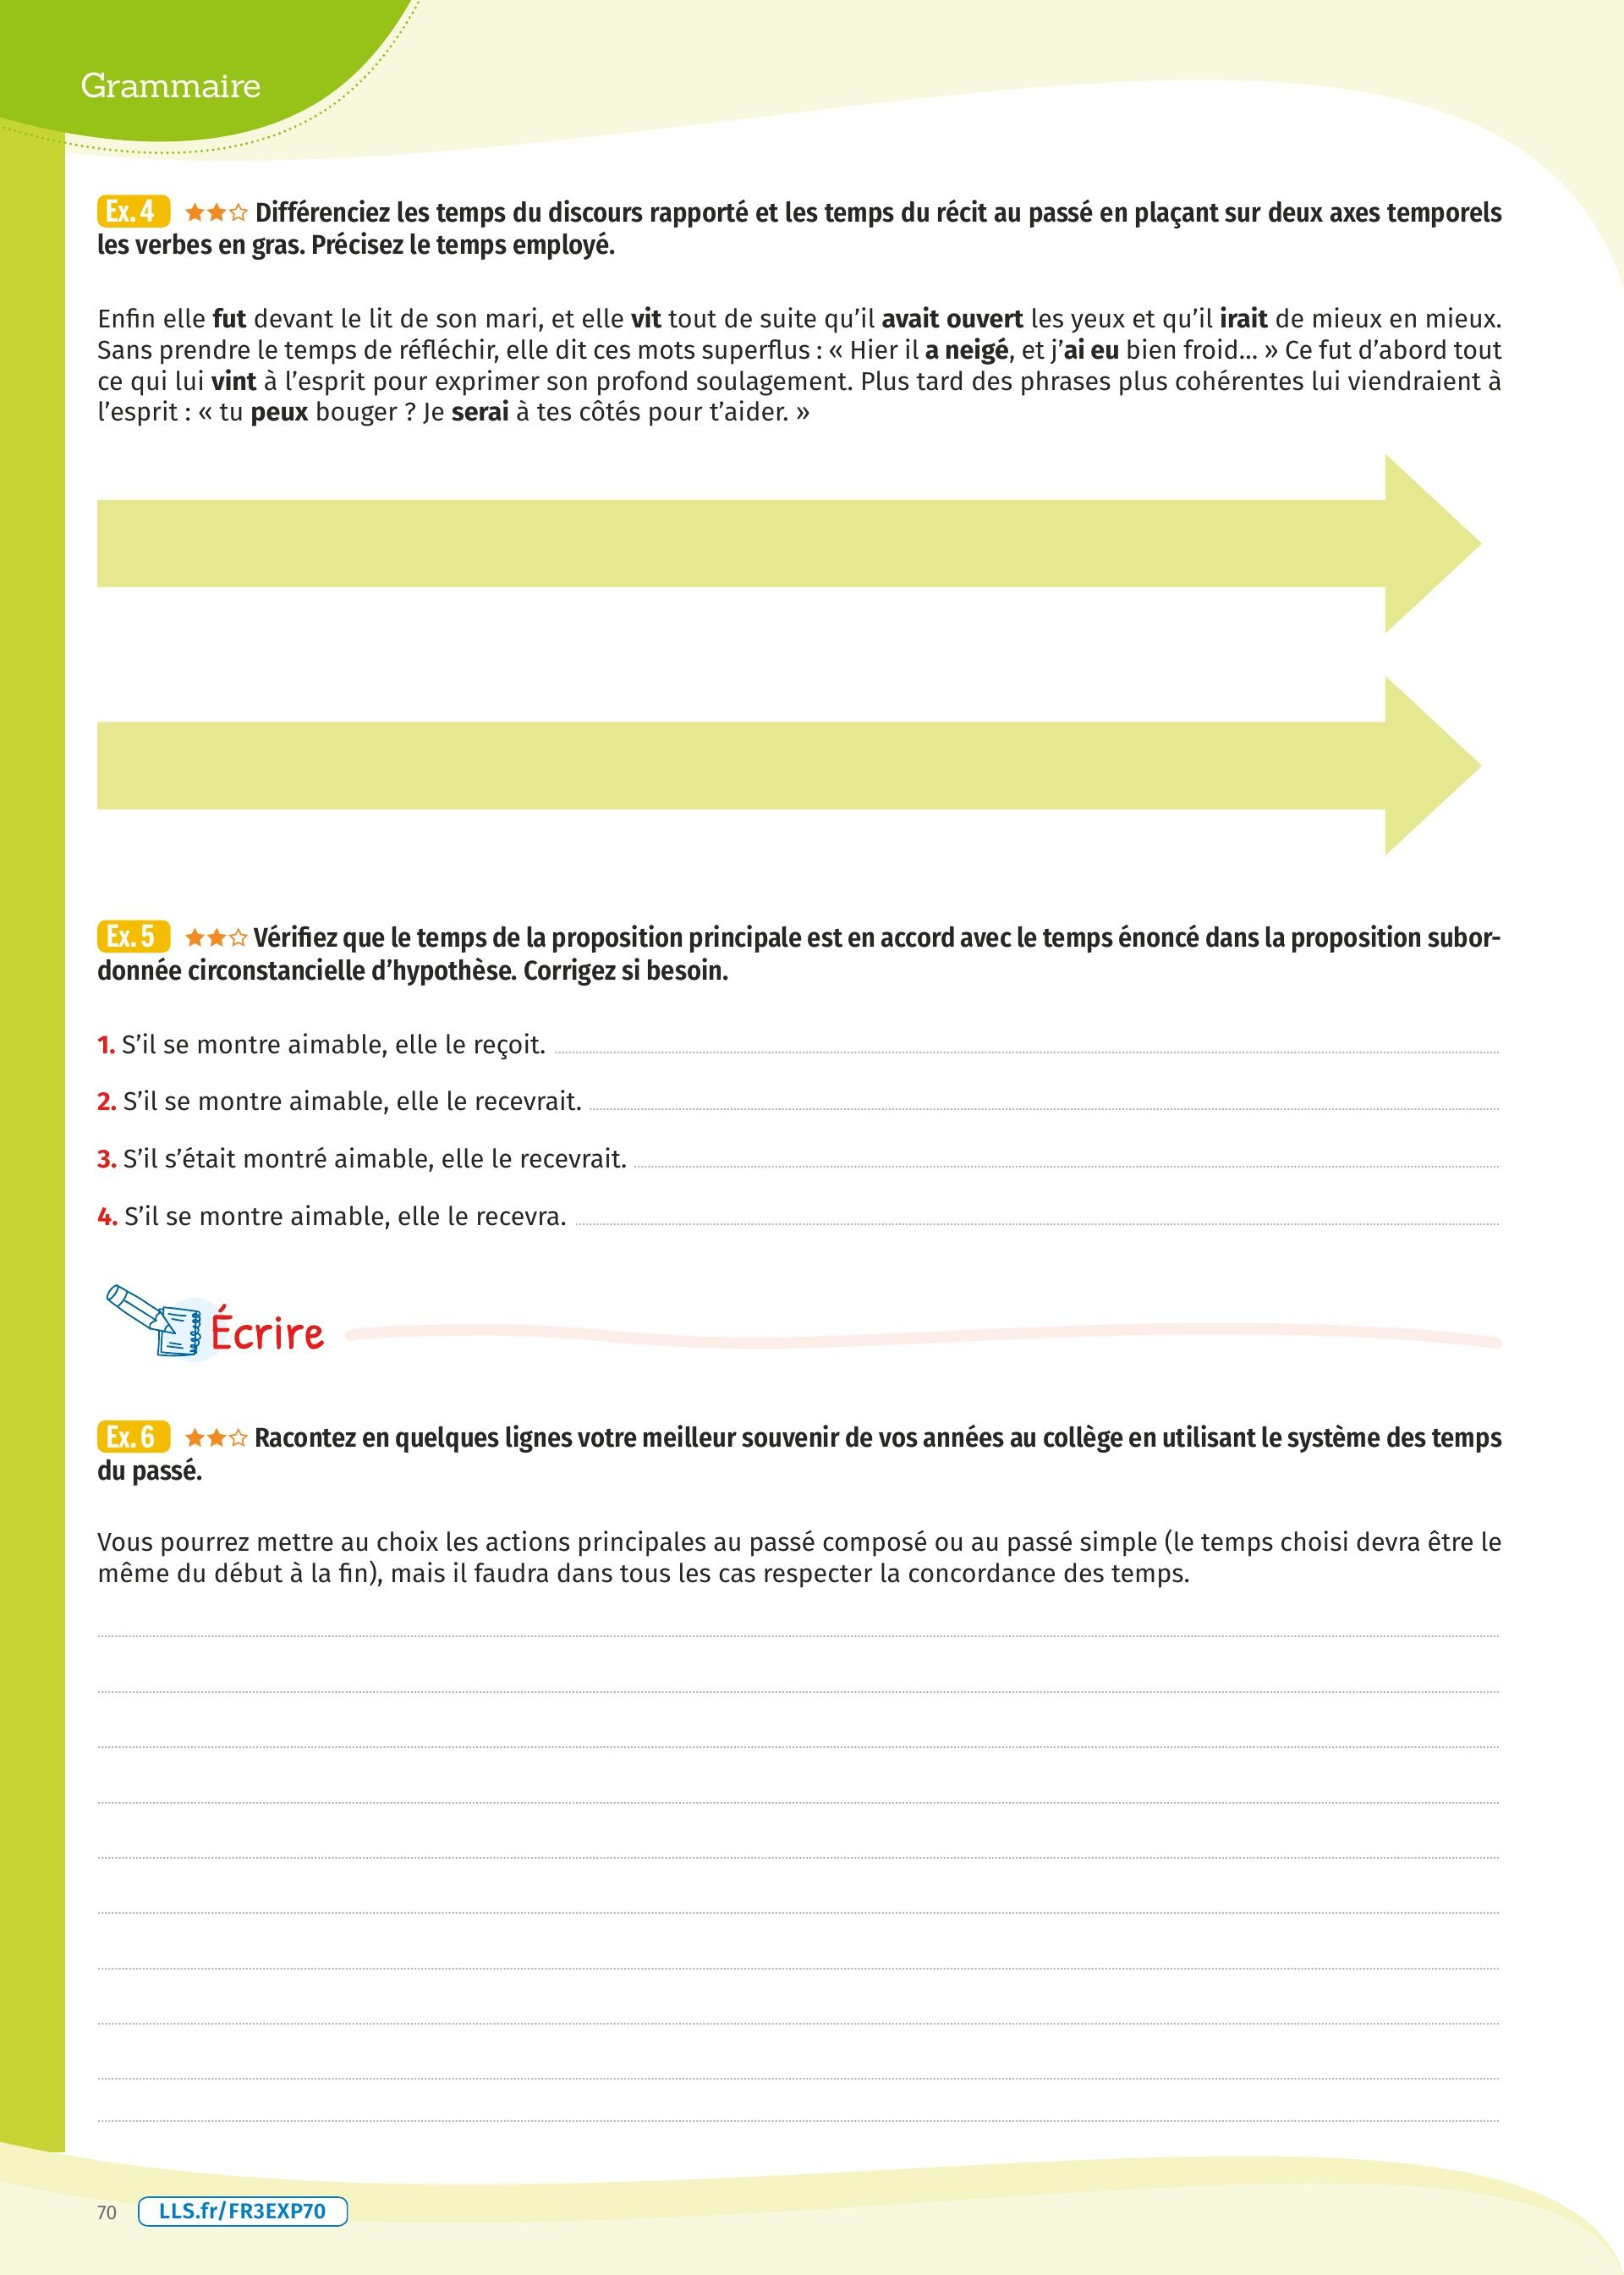 Grammaire
Ex. 4 ★★☆ Différenciez les temps du discours rapporté et les temps du récit au passé en plaçant sur deux axes temporels
les verbes en gras. Précisez le temps employé.
Enfin elle fut devant le lit de son mari, et elle vit tout de suite qu’il avait ouvert les yeux et qu’il irait de mieux en mieux.
Sans prendre le temps de réfléchir, elle dit ces mots superflus : « Hier il a neigé, et j’ai eu bien froid… » Ce fut d’abord tout
ce qui lui vint à l’esprit pour exprimer son profond soulagement. Plus tard des phrases plus cohérentes lui viendraient à
l’esprit : « tu peux bouger ? Je serai à tes côtés pour t’aider. »
Ex. 5 ★★☆ Vérifiez que le temps de la proposition principale est en accord avec le temps énoncé dans la proposition subor-
donnée circonstancielle d’hypothèse. Corrigez si besoin.
1. S’il se montre aimable, elle le reçoit.
2. S’il se montre aimable, elle le recevrait.
3. S’il s’était montré aimable, elle le recevrait.
4. S’il se montre aimable, elle le recevra.
Écrire
Ex. 6 ★★☆ Racontez en quelques lignes votre meilleur souvenir de vos années au collège en utilisant le système des temps
du passé.
Vous pourrez mettre au choix les actions principales au passé composé ou au passé simple (le temps choisi devra être le
même du début à la fin), mais il faudra dans tous les cas respecter la concordance des temps.
70 LLS.fr/FR3EXP70